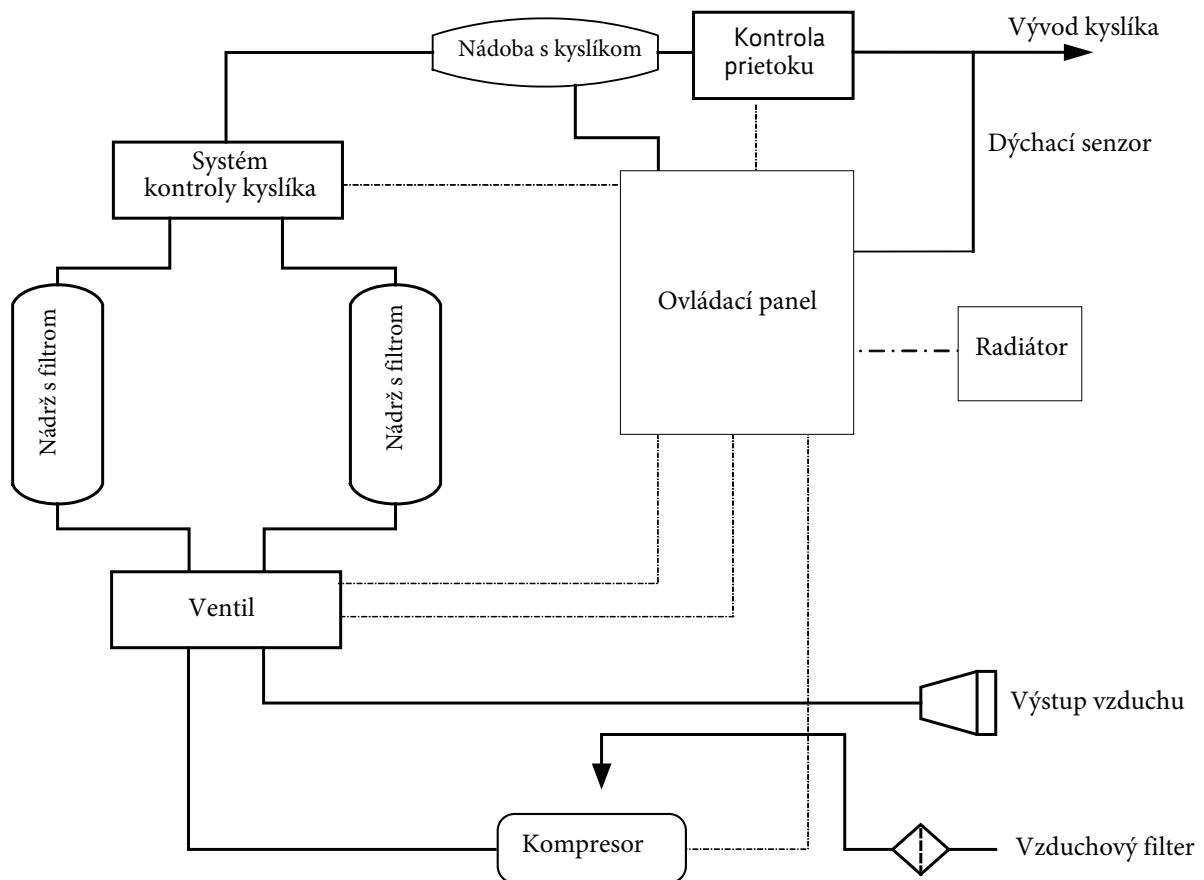 Vývod kyslíka
Nádoba s kyslíkom
Kontrola
prietoku
Dýchací senzor
Systém
kontroly kyslíka
Ovládací panel
Radiátor
Nádrž s filtrom
Nádrž s filtrom
Ventil
Výstup vzduchu
Kompresor
Vzduchový filter